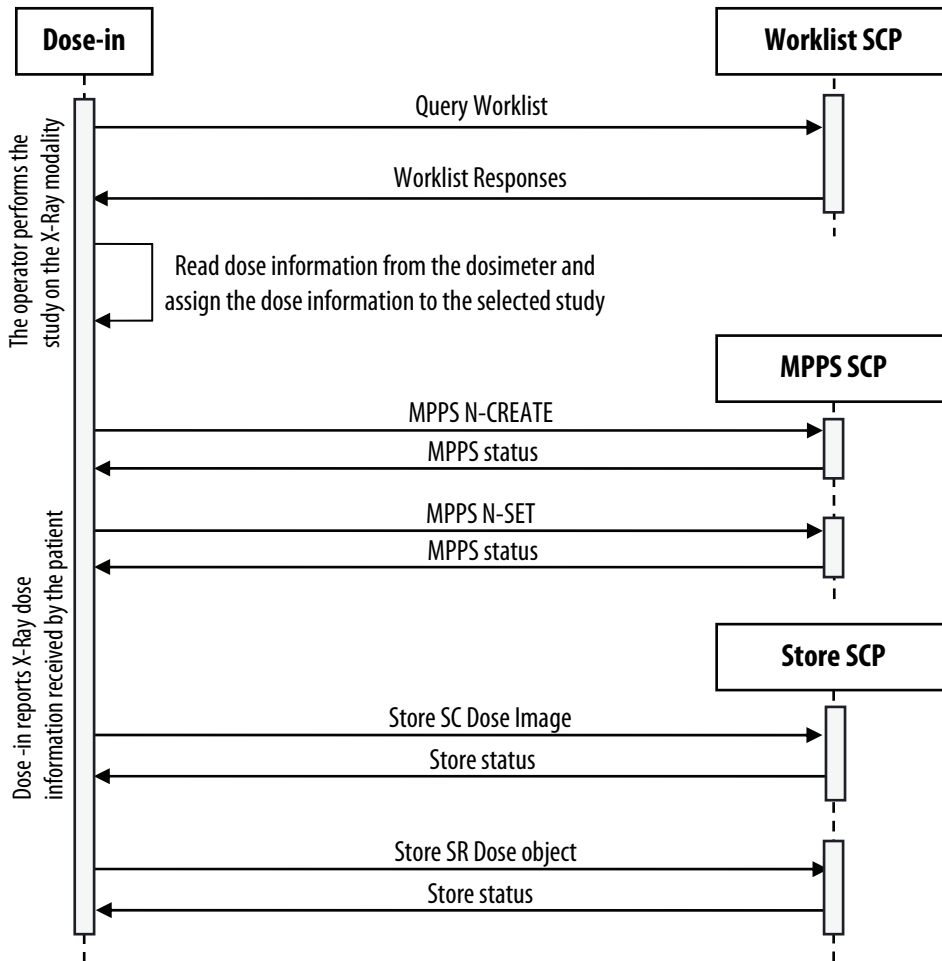 Dose-in
Worklist SCP
Query Worklist
Worklist Responses
The operator performs the
study on the X-Ray modality
Read dose information from the dosimeter and
assign the dose information to the selected study
MPPS SCP
MPPS N-CREATE
MPPS status
MPPS N-SET
MPPS status
Dose -in reports X-Ray dose
information received by the patient
Store SCP
Store SC Dose Image
Store status
Store SR Dose object
Store status